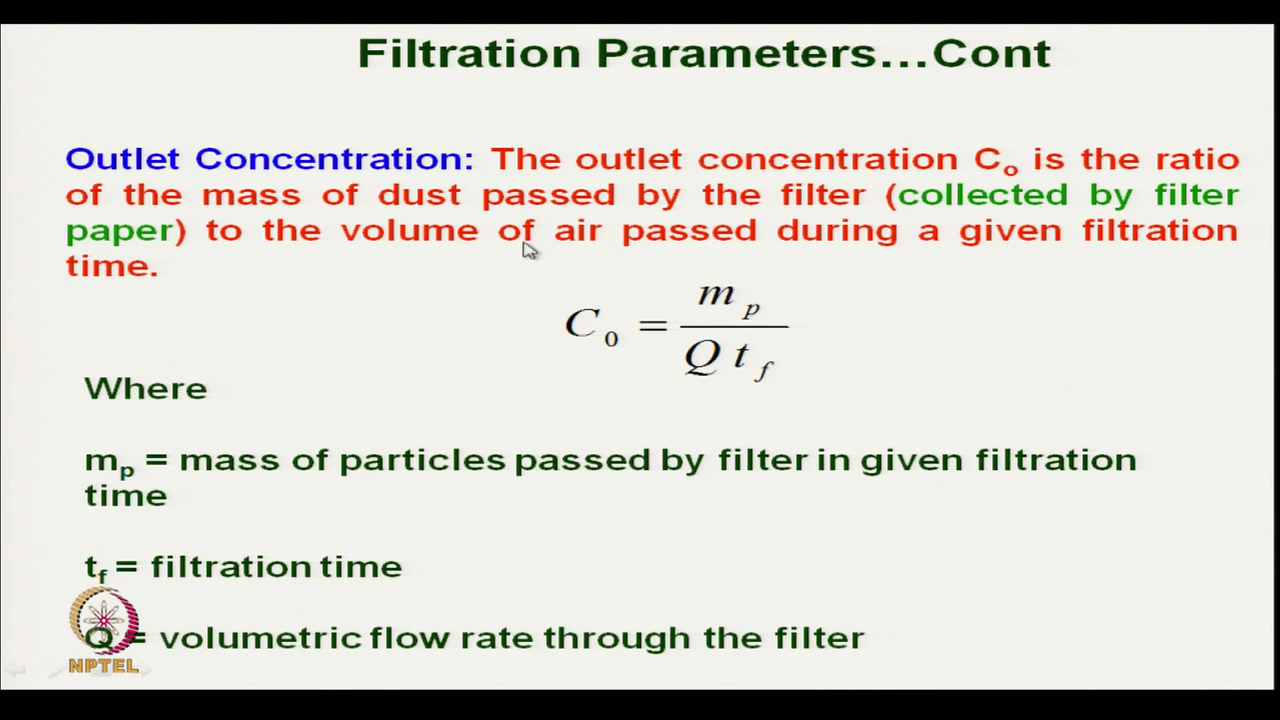 Filtration Parameters...Cont
Outlet Concentration: The outlet concentration Co is the ratio
of the mass of dust passed by the filter (collected by filter
paper) to the volume of air passed during a given filtration
time.
C0 = mp / Q tf
Where
mp = mass of particles passed by filter in given filtration
time
tf = filtration time
Q = volumetric flow rate through the filter
NPTEL